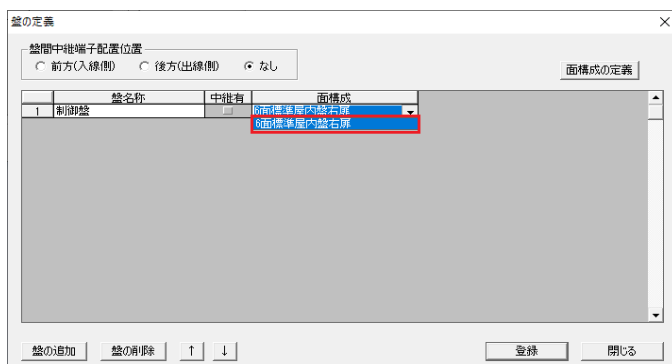 盤の定義
盤間中継端子配置位置
前方(入線側) 後方(出線側) なし
面構成の定義
盤名称 中継有 面構成
1 制御盤 6面標準屋内盤右扉
6面標準屋内盤右扉
盤の追加 盤の削除 ↑ ↓ 登録 閉じる